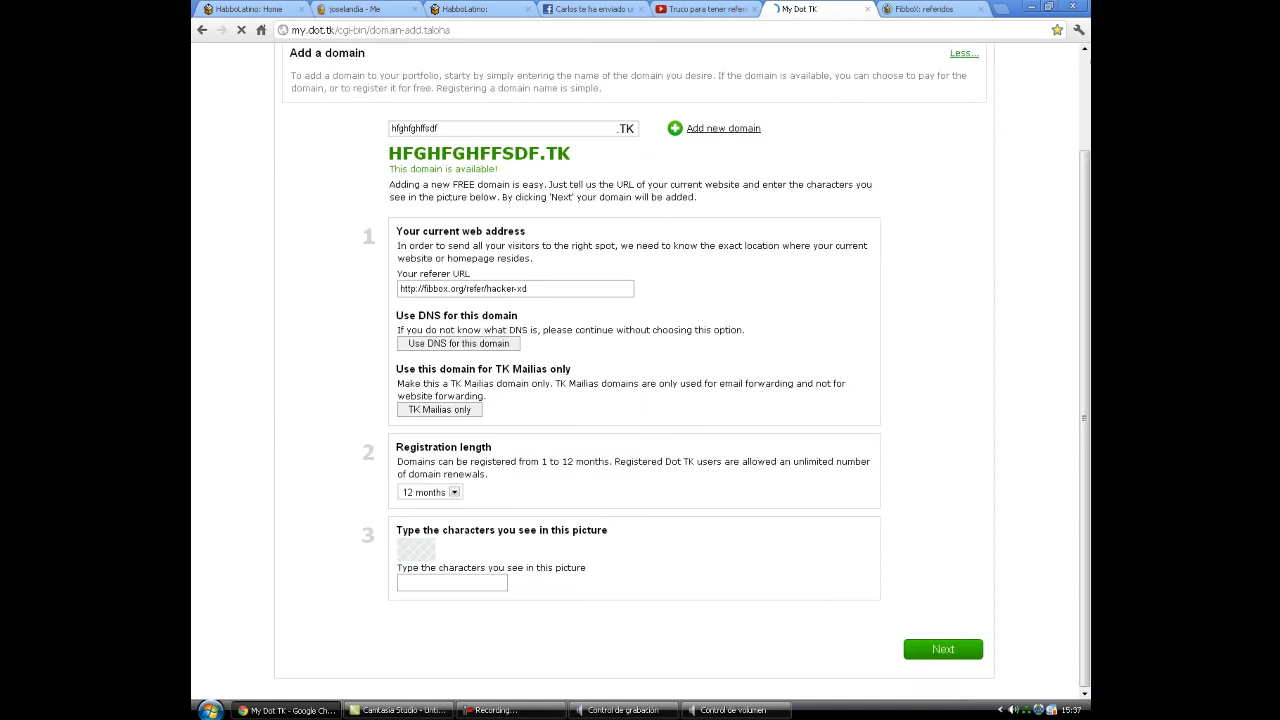 HabboLatino: Home
joselandia - Me
HabboLatino:
Carlos te ha enviado un
Truco para tener refere
My Dot TK
FibboX: referidos
my.dot.tk/cgi-bin/domain-add.taloha
Add a domain
Less...
To add a domain to your portfolio, starty by simply entering the name of the domain you desire. If the domain is available, you can choose to pay for the
domain, or to register it for free. Registering a domain name is simple.
hfghfghffsdf
.TK
Add new domain
HFGHFGHFFSDF.TK
This domain is available!
Adding a new FREE domain is easy. Just tell us the URL of your current website and enter the characters you
see in the picture below. By clicking 'Next' your domain will be added.
1
Your current web address
In order to send all your visitors to the right spot, we need to know the exact location where your current
website or homepage resides.
Your referer URL
http://fibbox.org/refer/hacker-xd
Use DNS for this domain
If you do not know what DNS is, please continue without choosing this option.
Use DNS for this domain
Use this domain for TK Mailias only
Make this a TK Mailias domain only. TK Mailias domains are only used for email forwarding and not for
website forwarding.
TK Mailias only
2
Registration length
Domains can be registered from 1 to 12 months. Registered Dot TK users are allowed an unlimited number
of domain renewals.
12 months
3
Type the characters you see in this picture
Type the characters you see in this picture
Next
My Dot TK - Google Ch...
Camtasia Studio - Unti...
Recording...
Control de grabación
Control de volumen
15:37